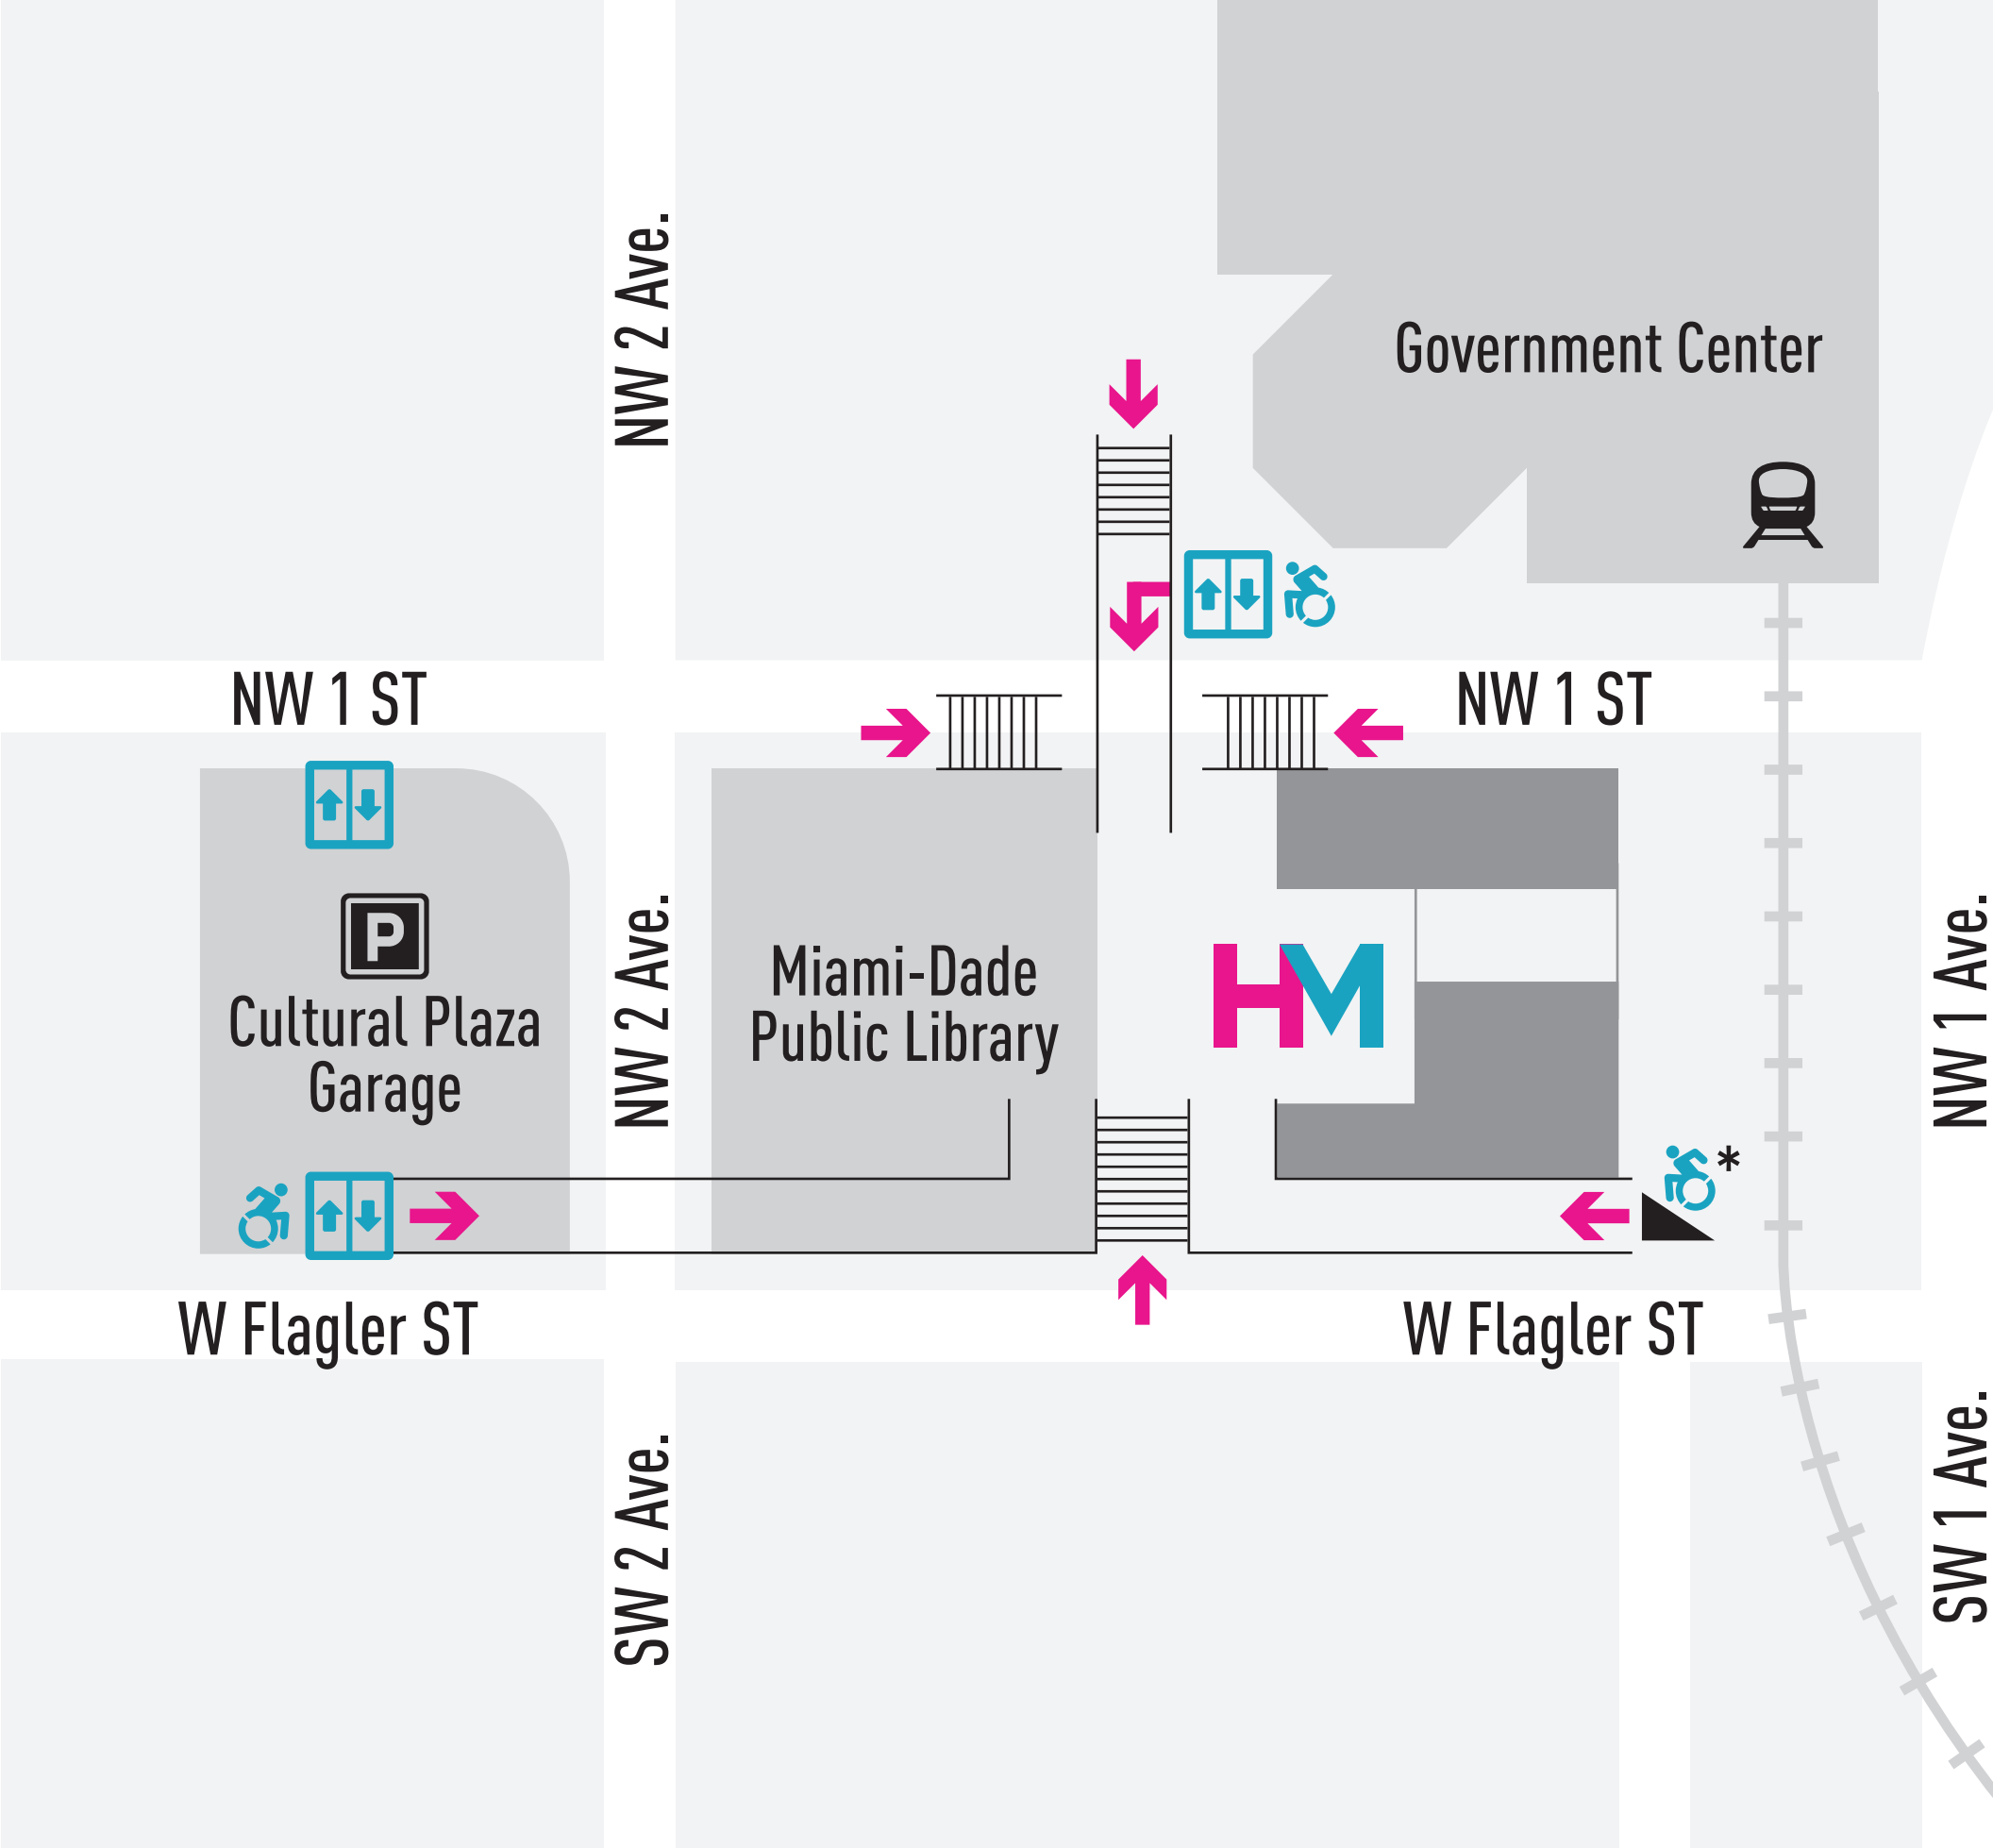 NW 2 Ave.
Government Center
NW 1 ST
NW 1 ST
P
Cultural Plaza
Garage
NW 2 Ave.
Miami-Dade
Public Library
HM
NW 1 Ave.
*
W Flagler ST
W Flagler ST
SW 2 Ave.
SW 1 Ave.